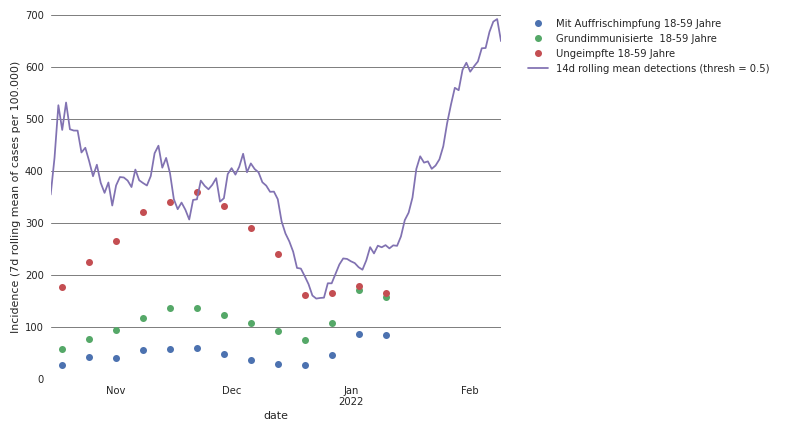 700
600
500
400
300
200
100
0
Incidence (7d rolling mean of cases per 100.000)
Nov
Dec
Jan
2022
Feb
date
Mit Auffrischimpfung 18-59 Jahre
Grundimmunisierte  18-59 Jahre
Ungeimpfte 18-59 Jahre
14d rolling mean detections (thresh = 0.5)